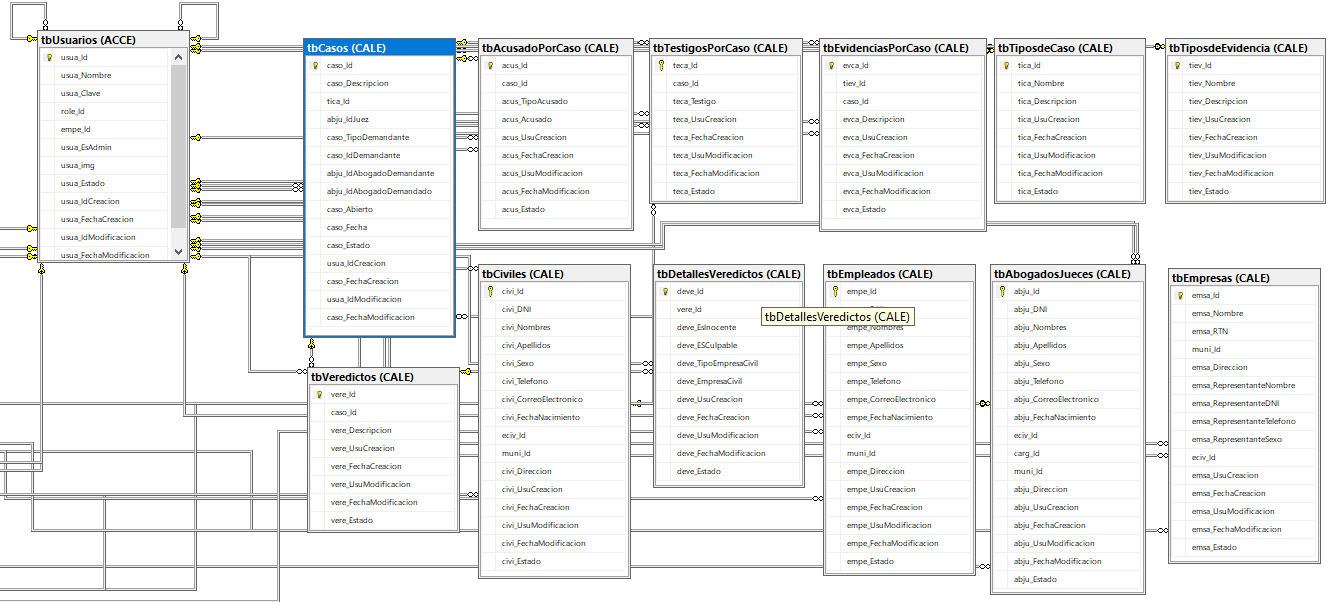 tbUsuarios (ACCE)
usua_Id
usua_Nombre
usua_Clave
role_Id
empe_Id
usua_EsAdmin
usua_img
usua_Estado
usua_IdCreacion
usua_FechaCreacion
usua_IdModificacion
usua_FechaModificacion
tbCasos (CALE)
caso_Id
caso_Descripcion
tica_Id
abju_IdJuez
caso_TipoDemandante
caso_IdDemandante
abju_IdAbogadoDemandante
abju_IdAbogadoDemandado
caso_Abierto
caso_Fecha
caso_Estado
usua_IdCreacion
caso_FechaCreacion
usua_IdModificacion
caso_FechaModificacion
tbAcusadoPorCaso (CALE)
acus_Id
caso_Id
acus_TipoAcusado
acus_Acusado
acus_UsuCreacion
acus_FechaCreacion
acus_UsuModificacion
acus_FechaModificacion
acus_Estado
tbTestigosPorCaso (CALE)
teca_Id
caso_Id
teca_Testigo
teca_UsuCreacion
teca_FechaCreacion
teca_UsuModificacion
teca_FechaModificacion
teca_Estado
tbEvidenciasPorCaso (CALE)
evca_Id
tiev_Id
caso_Id
evca_Descripcion
evca_UsuCreacion
evca_FechaCreacion
evca_UsuModificacion
evca_FechaModificacion
evca_Estado
tbTiposdeCaso (CALE)
tica_Id
tica_Nombre
tica_Descripcion
tica_UsuCreacion
tica_FechaCreacion
tica_UsuModificacion
tica_FechaModificacion
tica_Estado
tbTiposdeEvidencia (CALE)
tiev_Id
tiev_Nombre
tiev_Descripcion
tiev_UsuCreacion
tiev_FechaCreacion
tiev_UsuModificacion
tiev_FechaModificacion
tiev_Estado
tbVeredictos (CALE)
vere_Id
caso_Id
vere_Descripcion
vere_UsuCreacion
vere_FechaCreacion
vere_UsuModificacion
vere_FechaModificacion
vere_Estado
tbCiviles (CALE)
civi_Id
civi_DNI
civi_Nombres
civi_Apellidos
civi_Sexo
civi_Telefono
civi_CorreoElectronico
civi_FechaNacimiento
eciv_Id
muni_Id
civi_Direccion
civi_UsuCreacion
civi_FechaCreacion
civi_UsuModificacion
civi_FechaModificacion
civi_Estado
tbDetallesVeredictos (CALE)
deve_Id
vere_Id
deve_EsInocente
deve_ESCulpable
deve_TipoEmpresaCivil
deve_EmpresaCivil
deve_UsuCreacion
deve_FechaCreacion
deve_UsuModificacion
deve_FechaModificacion
deve_Estado
tbDetallesVeredictos (CALE)
tbEmpleados (CALE)
empe_Id
empe_Nombres
empe_Apellidos
empe_Sexo
empe_Telefono
empe_CorreoElectronico
empe_FechaNacimiento
eciv_Id
muni_Id
empe_Direccion
empe_UsuCreacion
empe_FechaCreacion
empe_UsuModificacion
empe_FechaModificacion
empe_Estado
tbAbogadosJueces (CALE)
abju_Id
abju_DNI
abju_Nombres
abju_Apellidos
abju_Sexo
abju_Telefono
abju_CorreoElectronico
abju_FechaNacimiento
eciv_Id
carg_Id
muni_Id
abju_Direccion
abju_UsuCreacion
abju_FechaCreacion
abju_UsuModificacion
abju_FechaModificacion
abju_Estado
tbEmpresas (CALE)
emsa_Id
emsa_Nombre
emsa_RTN
muni_Id
emsa_Direccion
emsa_RepresentanteNombre
emsa_RepresentanteDNI
emsa_RepresentanteTelefono
emsa_RepresentanteSexo
eciv_Id
emsa_UsuCreacion
emsa_FechaCreacion
emsa_UsuModificacion
emsa_FechaModificacion
emsa_Estado